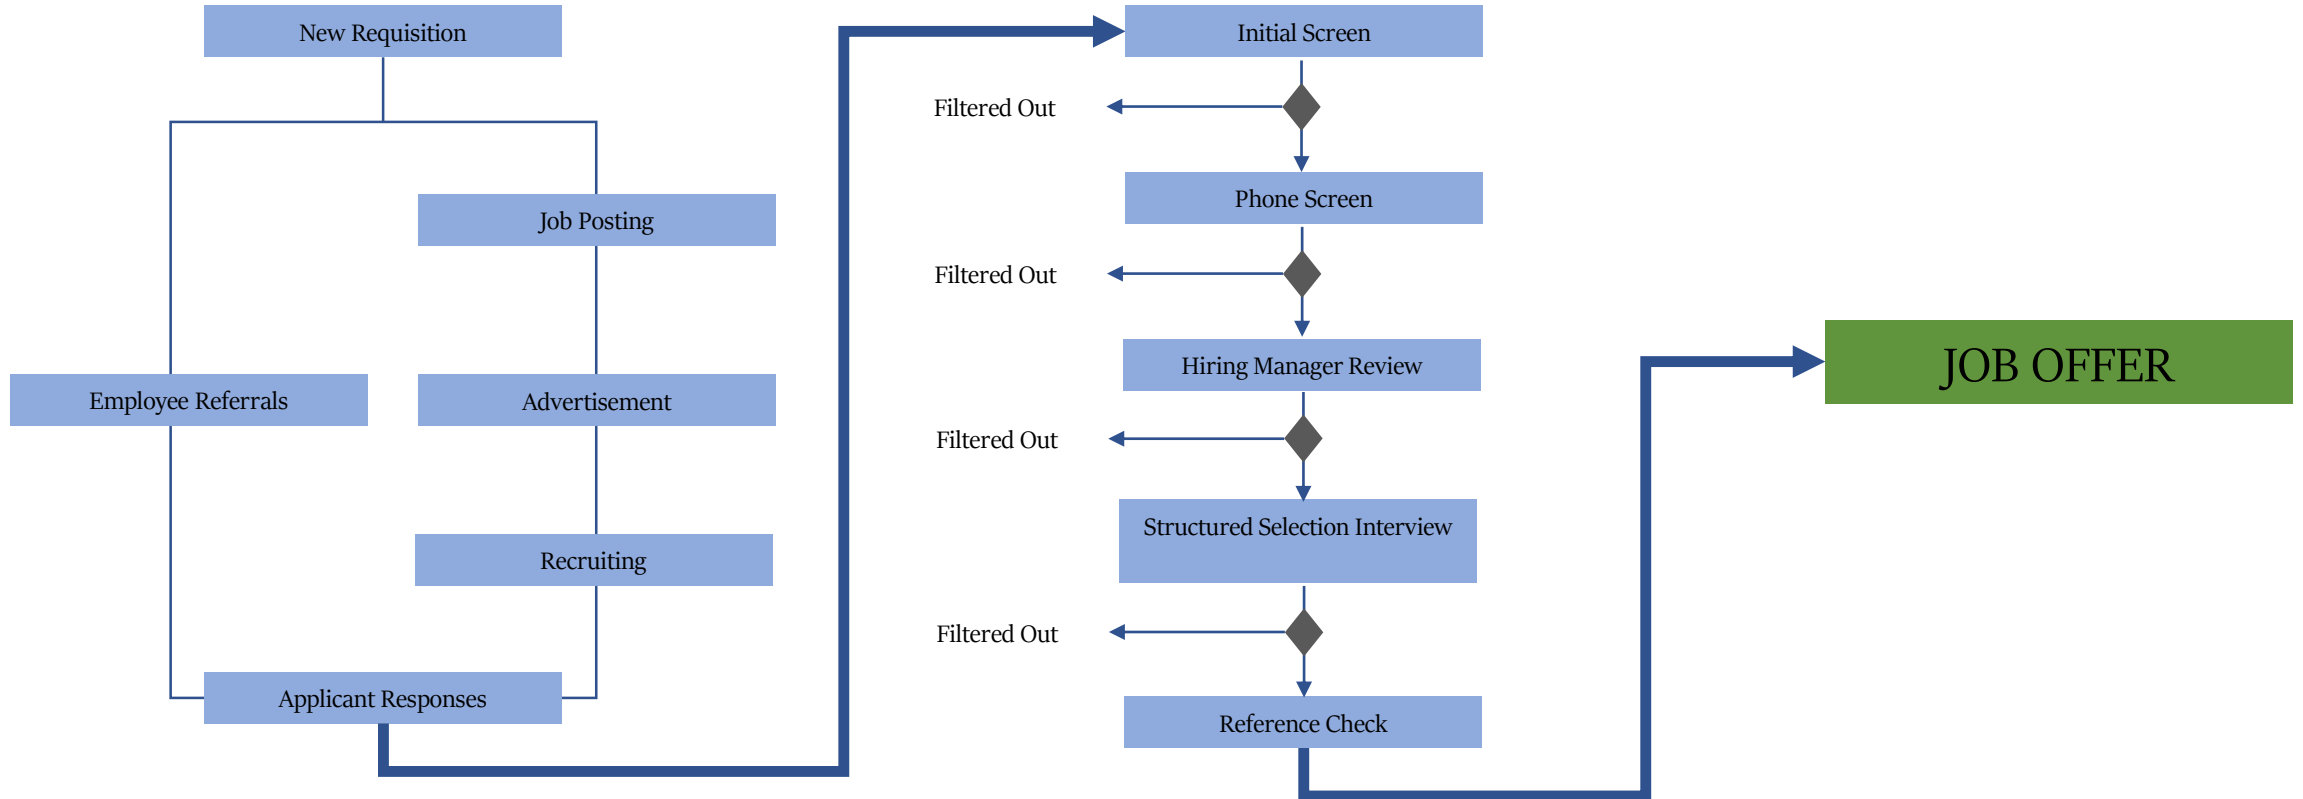 New Requisition
Job Posting
Employee Referrals
Advertisement
Recruiting
Applicant Responses
Initial Screen
Filtered Out
Phone Screen
Filtered Out
Hiring Manager Review
Filtered Out
Structured Selection Interview
Filtered Out
Reference Check
JOB OFFER